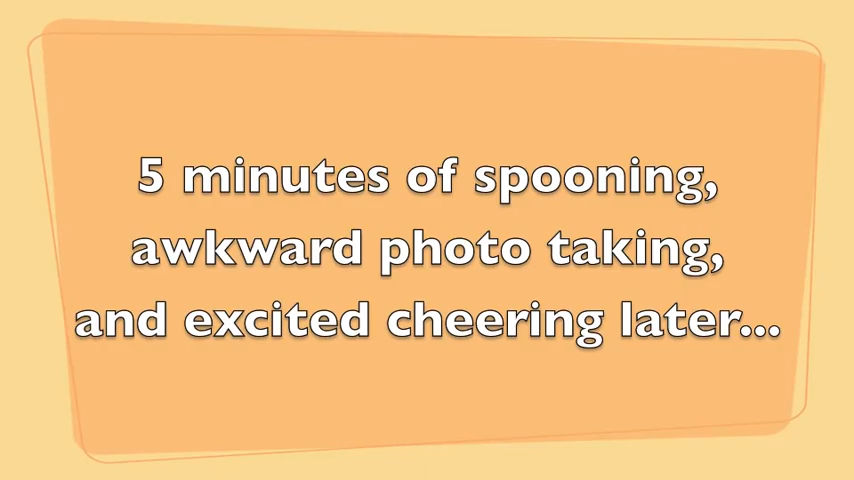 5 minutes of spooning,
awkward photo taking,
and excited cheering later...